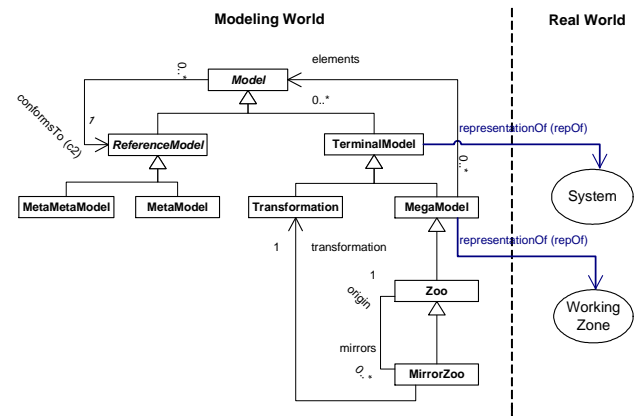 Modeling World
Real World
elements
0..*
Model
0..*
conformsTo (c2)
1
representationOf (repOf)
ReferenceModel
TerminalModel
0..*
System
MetaMetaModel
MetaModel
Transformation
MegaModel
representationOf (repOf)
1
transformation
1
origin
Zoo
Working
Zone
mirrors
0.. *
MirrorZoo